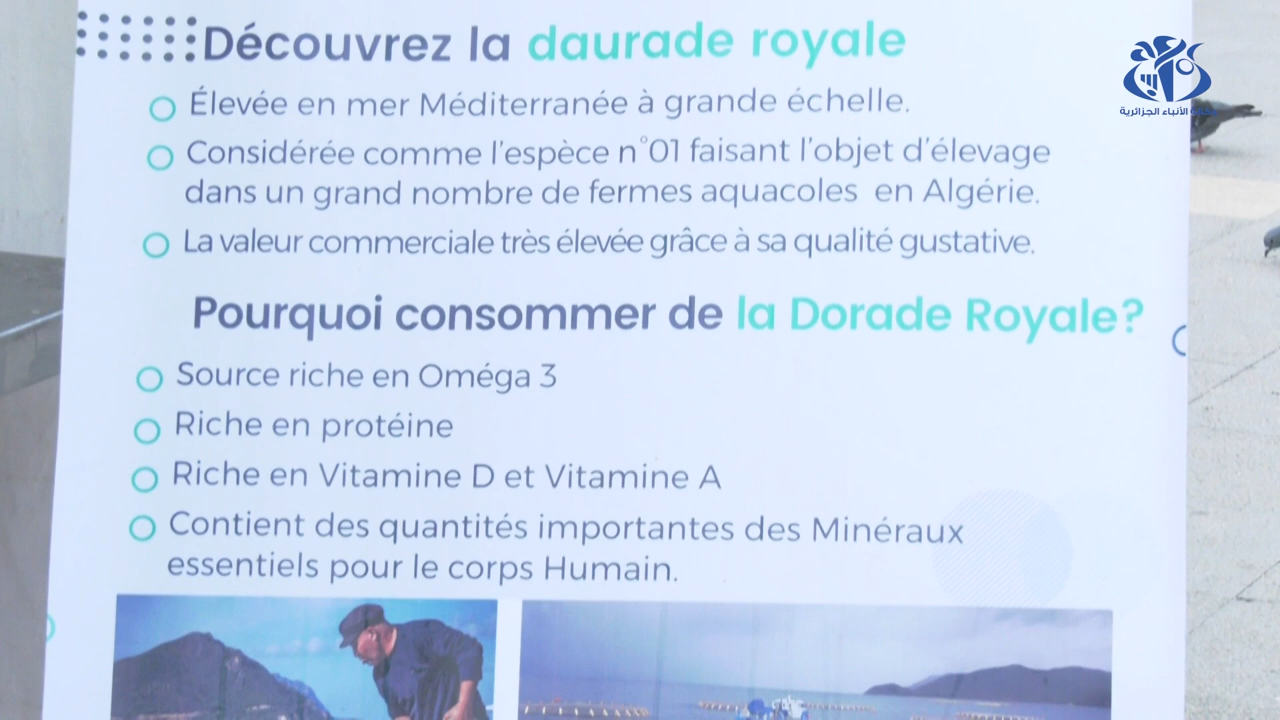 Découvrez la daurade royale
Élevée en mer Méditerranée à grande échelle.
Considérée comme l'espèce n°01 faisant l'objet d'élevage
dans un grand nombre de fermes aquacoles en Algérie.
La valeur commerciale très élevée grâce à sa qualité gustative.
Pourquoi consommer de la Dorade Royale?
Source riche en Oméga 3
Riche en protéine
Riche en Vitamine D et Vitamine A
Contient des quantités importantes des Minéraux
essentiels pour le corps Humain.
الأنباء الجزائرية